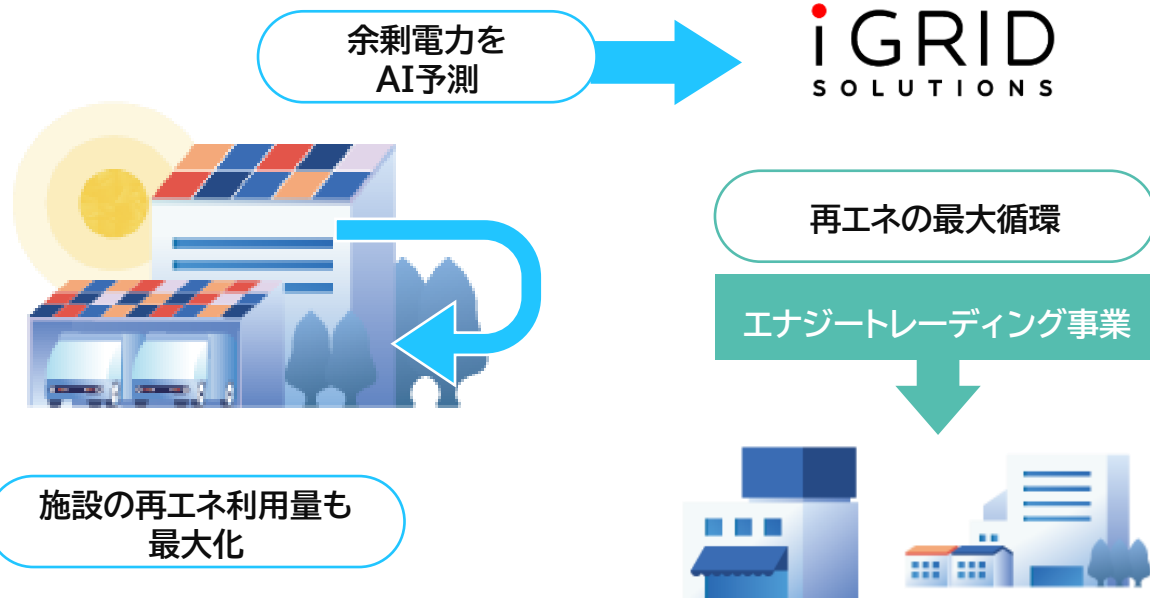 余剰電力を
AI予測
iGRID
SOLUTIONS
再エネの最大循環
エナジートレーディング事業
施設の再エネ利用量も
最大化